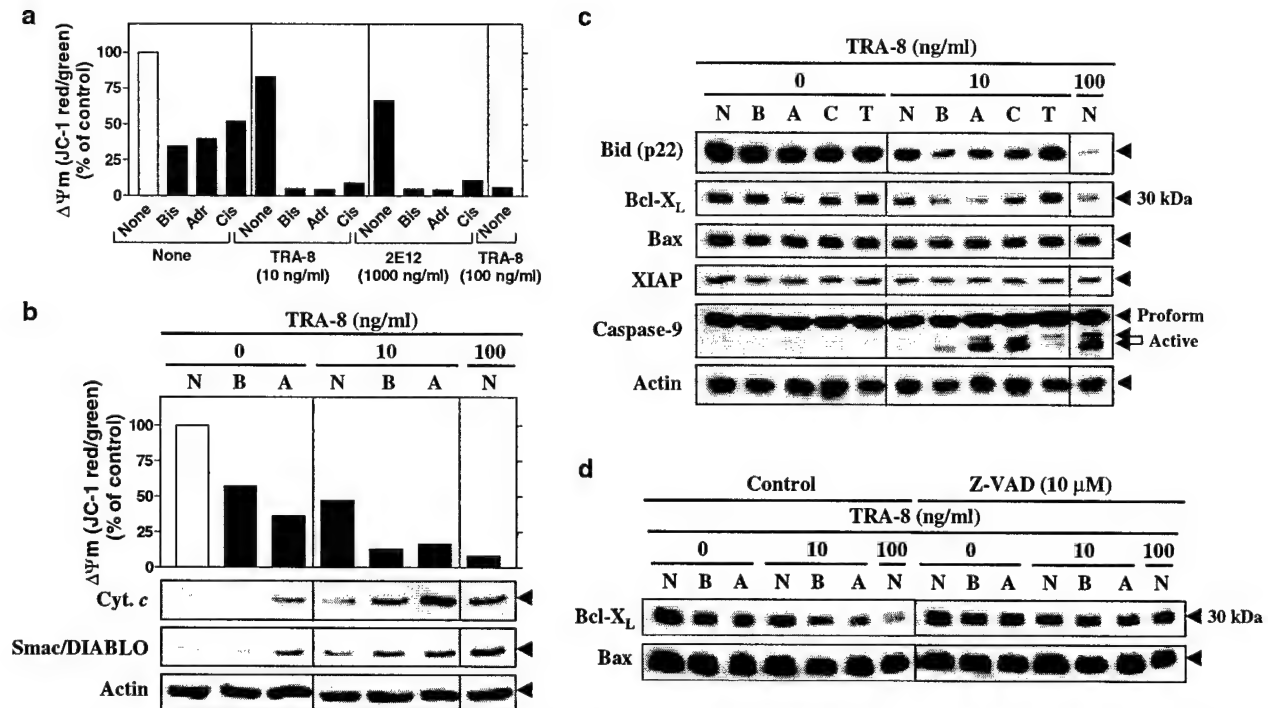 a
ΔΨm (JC-1 red/green)
(% of control)
100
75
50
25
0
None Bis Adr Cis None Bis Adr Cis None Bis Adr Cis None
None
TRA-8
(10 ng/ml)
2E12
(1000 ng/ml)
TRA-8
(100 ng/ml)
b
TRA-8 (ng/ml)
0 10 100
N B A N B A N
ΔΨm (JC-1 red/green)
(% of control)
100
75
50
25
0
Cyt. c
Smac/DIABLO
Actin
c
TRA-8 (ng/ml)
0 10 100
N B A C T N B A C T N
Bid (p22)
Bcl-XL 30 kDa
Bax
XIAP
Caspase-9 Proform
Active
Actin
d
Control Z-VAD (10 μM)
TRA-8 (ng/ml)
0 10 100 0 10 100
N B A N B A N N B A N B A N
Bcl-XL 30 kDa
Bax